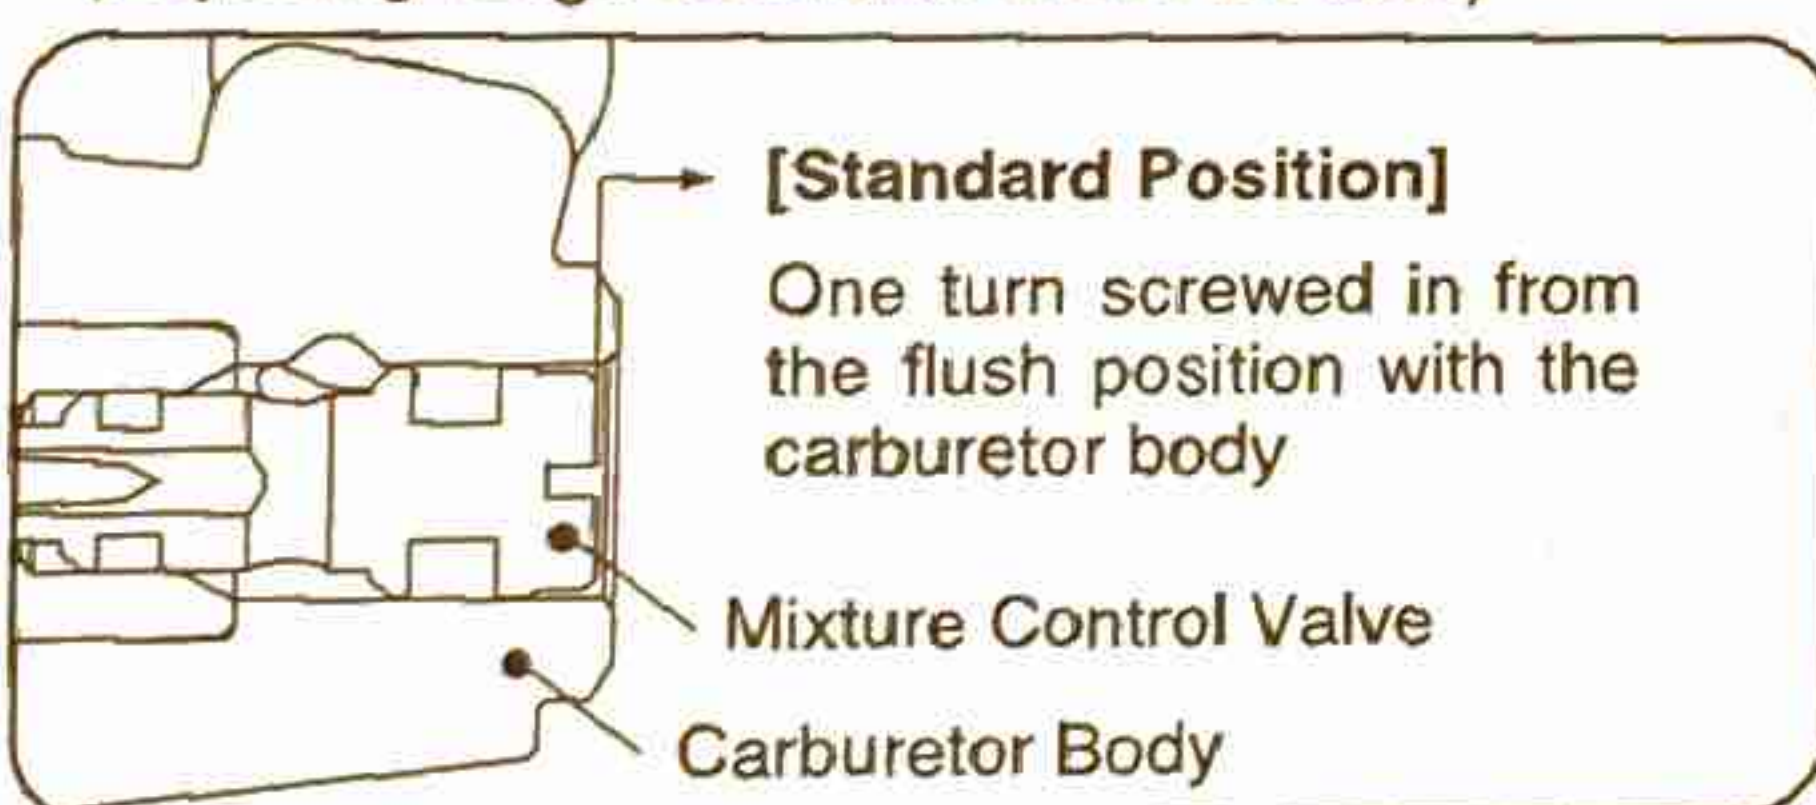 [Standard Position]
One turn screwed in from
the flush position with the
carburetor body
Mixture Control Valve
Carburetor Body